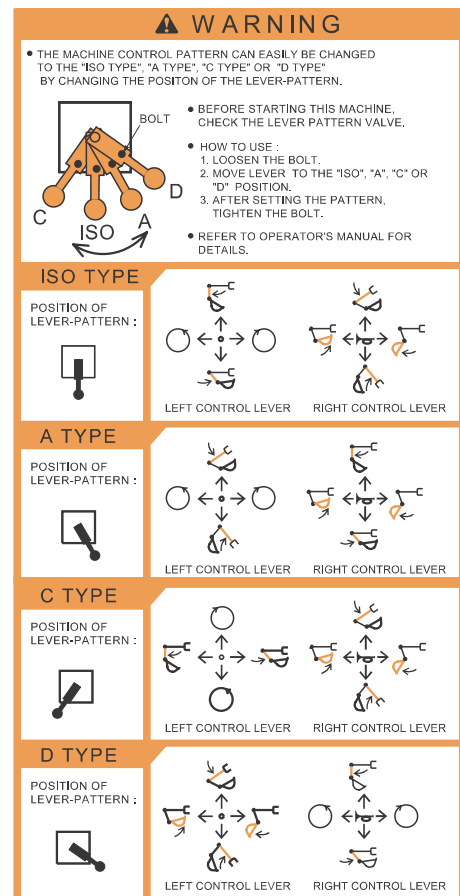 WARNING
● THE MACHINE CONTROL PATTERN CAN EASILY BE CHANGED
TO THE "ISO TYPE", "A TYPE", "C TYPE" OR "D TYPE"
BY CHANGING THE POSITON OF THE LEVER-PATTERN.
BOLT
C
ISO
A
D
● BEFORE STARTING THIS MACHINE,
CHECK THE LEVER PATTERN VALVE.
● HOW TO USE :
1. LOOSEN THE BOLT.
2. MOVE LEVER TO THE "ISO", "A", "C" OR
"D" POSITION.
3. AFTER SETTING THE PATTERN,
TIGHTEN THE BOLT.
● REFER TO OPERATOR'S MANUAL FOR
DETAILS.
ISO TYPE
POSITION OF
LEVER-PATTERN :
LEFT CONTROL LEVER
RIGHT CONTROL LEVER
A TYPE
POSITION OF
LEVER-PATTERN :
LEFT CONTROL LEVER
RIGHT CONTROL LEVER
C TYPE
POSITION OF
LEVER-PATTERN :
LEFT CONTROL LEVER
RIGHT CONTROL LEVER
D TYPE
POSITION OF
LEVER-PATTERN :
LEFT CONTROL LEVER
RIGHT CONTROL LEVER